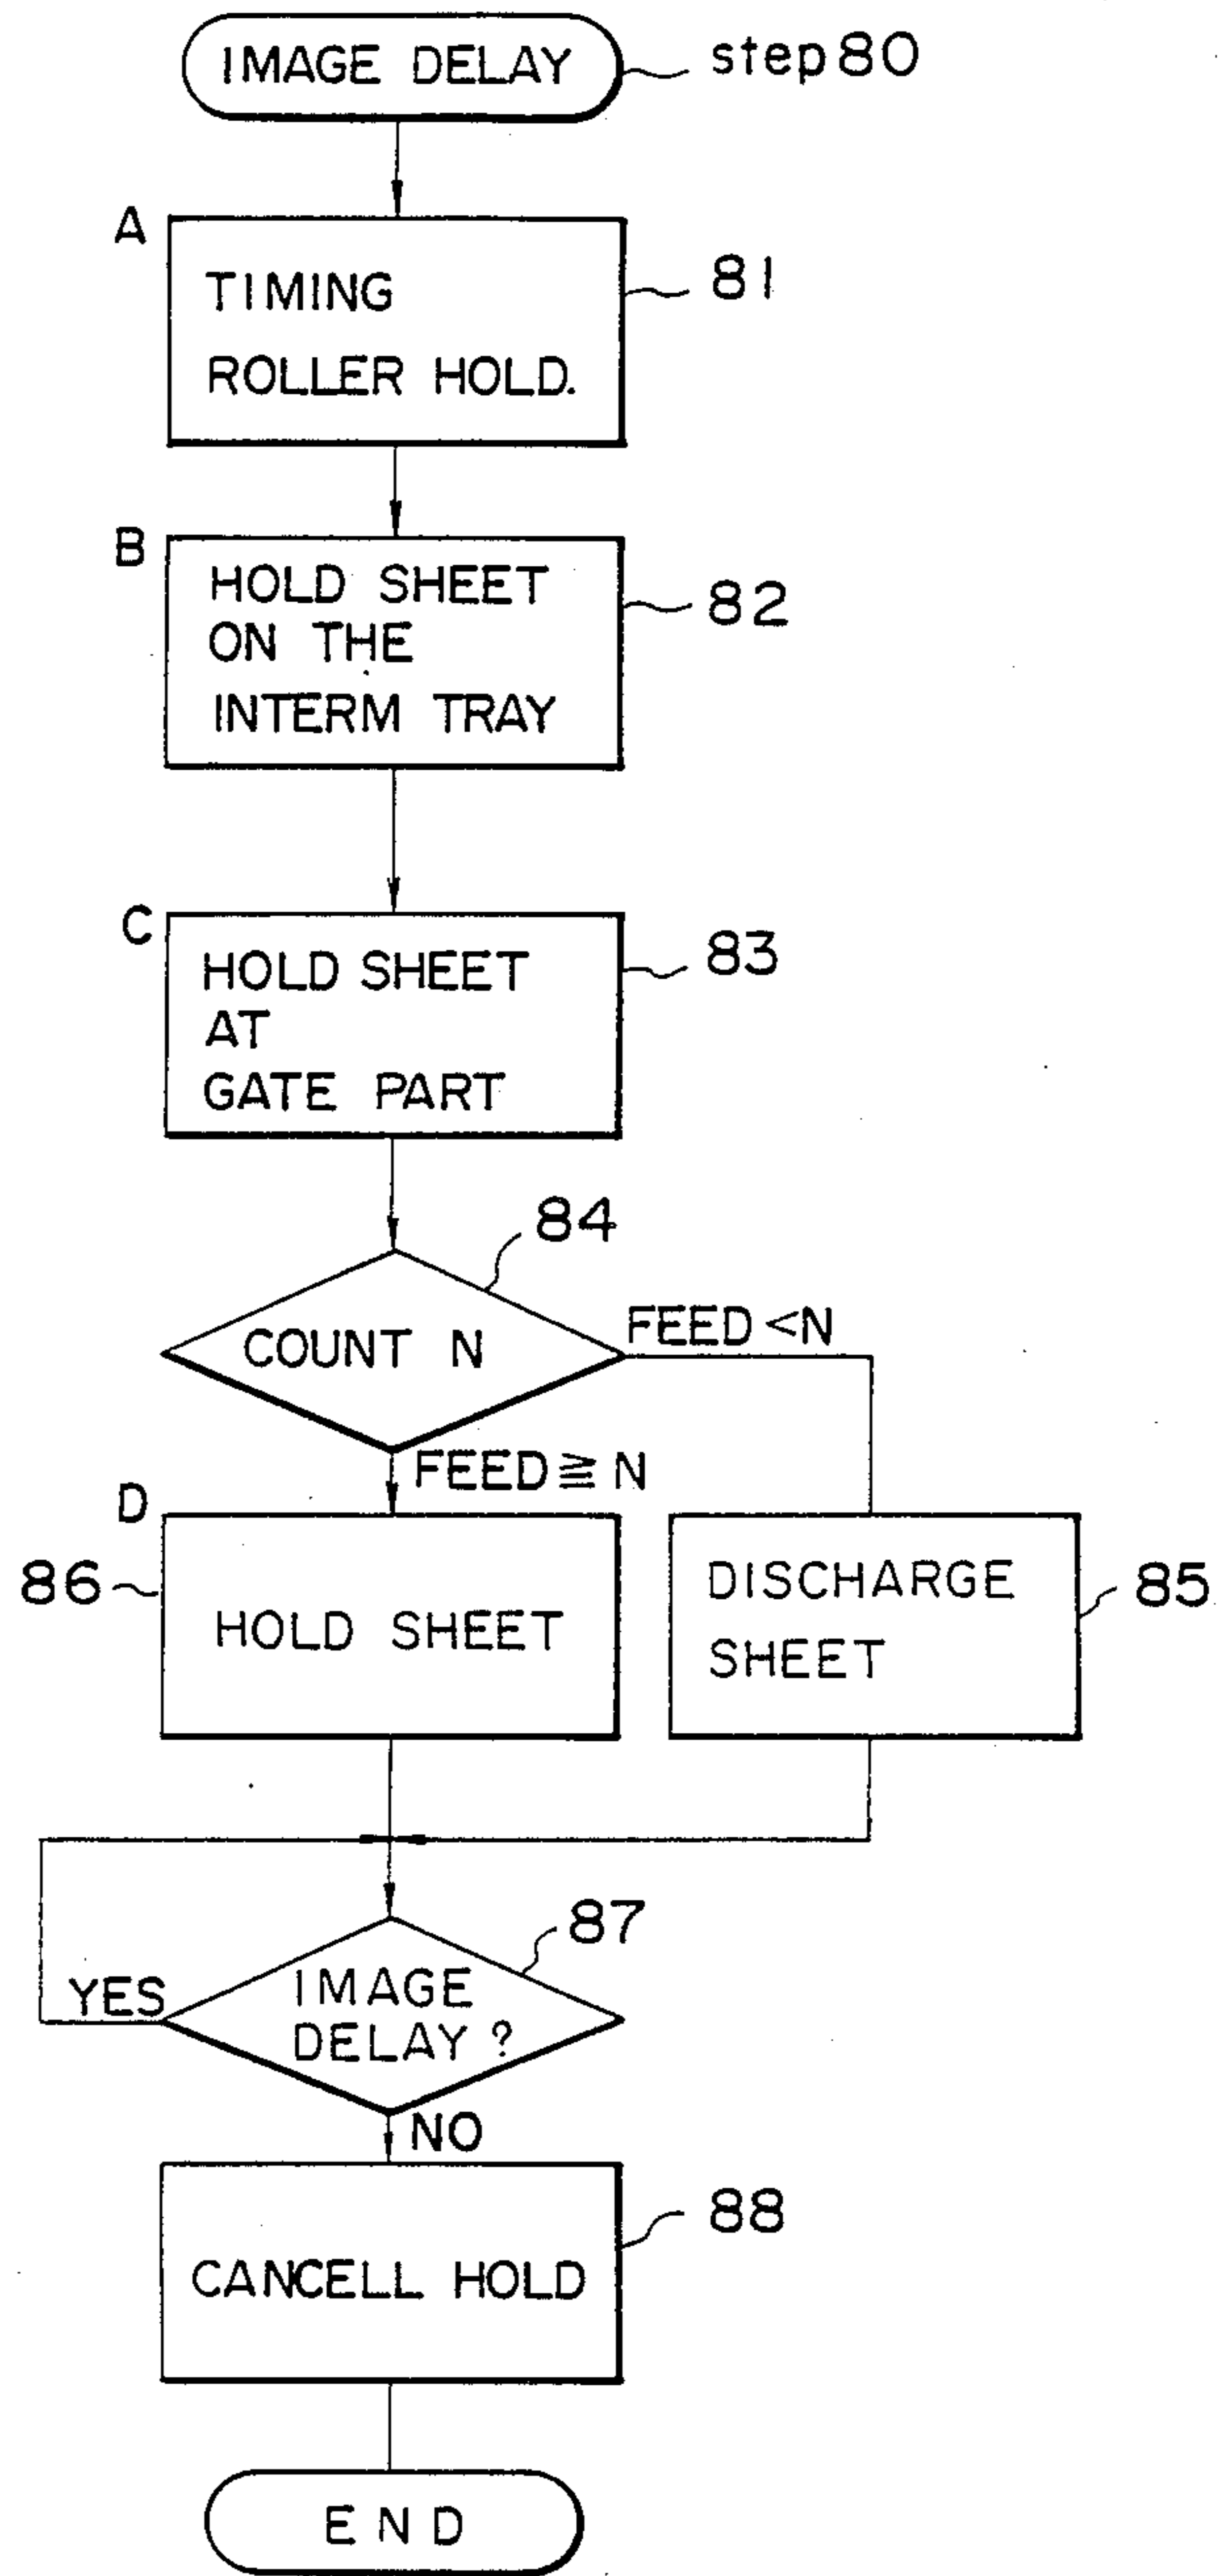 IMAGE DELAY
step 80
A
TIMING
ROLLER HOLD.
81
B
HOLD SHEET
ON THE
INTERM TRAY
82
C
HOLD SHEET
AT
GATE PART
83
84
COUNT N
FEED<N
FEED≧N
D
86
HOLD SHEET
DISCHARGE
SHEET
85
87
YES
IMAGE
DELAY?
NO
88
CANCELL HOLD
END